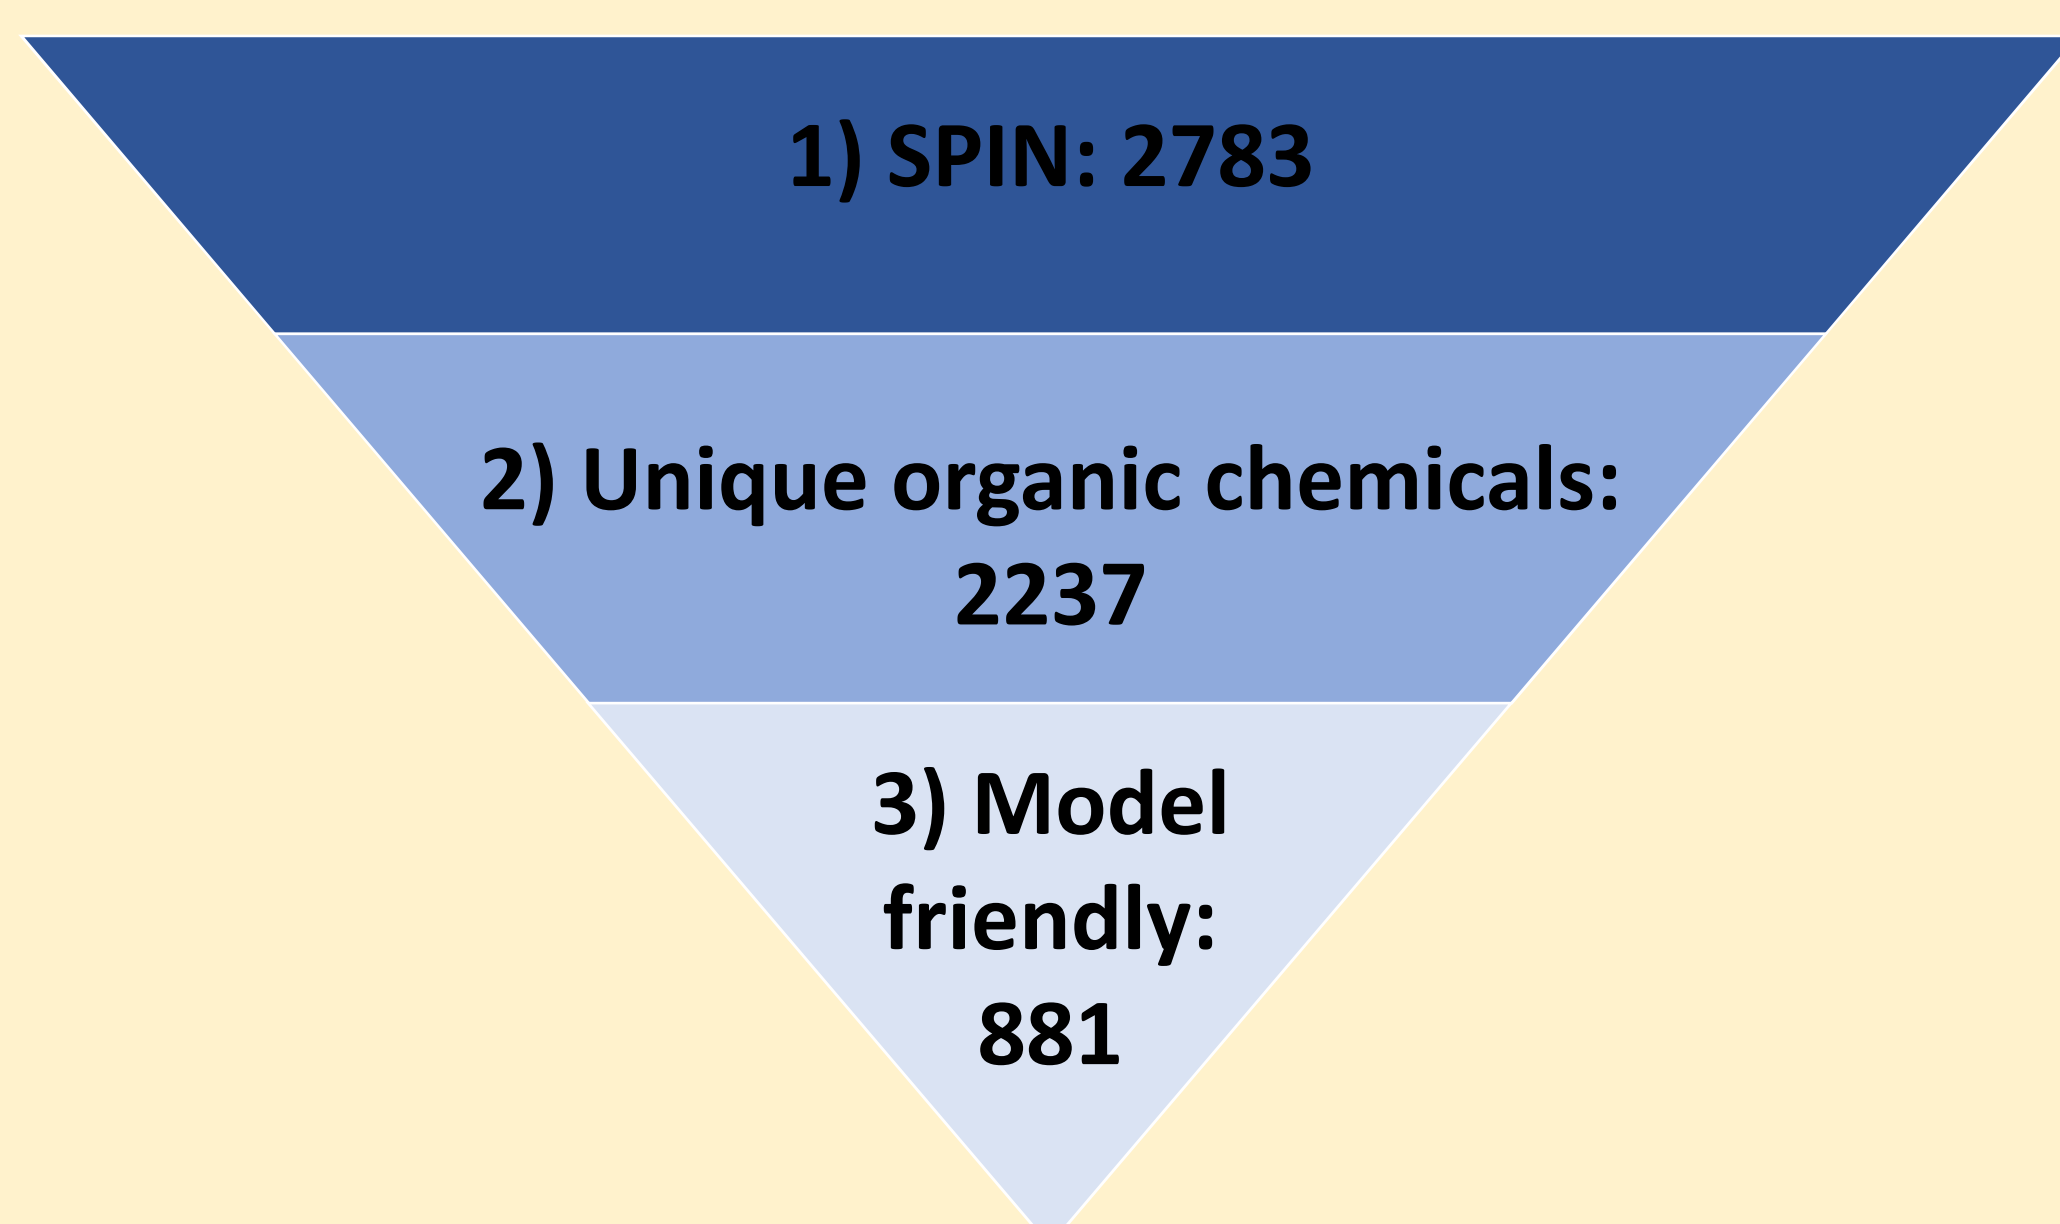 1) SPIN: 2783
2) Unique organic chemicals:
2237
3) Model
friendly:
881